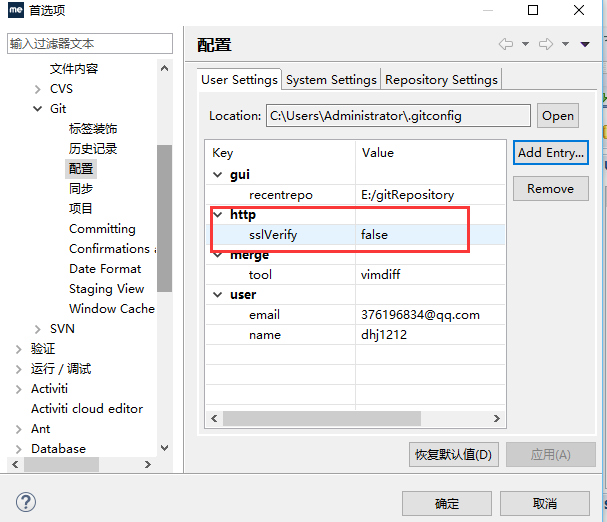 me 首选项
输入过滤器文本
文件内容
CVS
Git
标签装饰
历史记录
配置
同步
项目
Committing
Confirmations a
Date Format
Staging View
Window Cache
SVN
验证
运行 / 调试
Activiti
Activiti cloud editor
Ant
Database
配置
User Settings System Settings Repository Settings
Location: C:\Users\Administrator\.gitconfig Open
Key Value
Add Entry...
Remove
gui
recentrepo E:/gitRepository
http
sslVerify false
merge
tool vimdiff
user
email 376196834@qq.com
name dhj1212
恢复默认值(D) 应用(A)
? 确定 取消